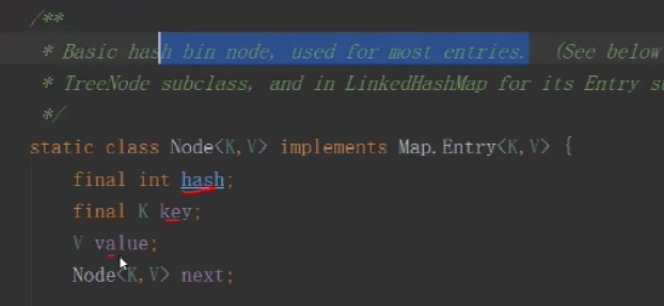 /**
* Basic hash bin node, used for most entries.  (See below
* TreeNode subclass, and in LinkedHashMap for its Entry su
*/
static class Node<K,V> implements Map.Entry<K,V> {
final int hash;
final K key;
V value;
Node<K,V> next;